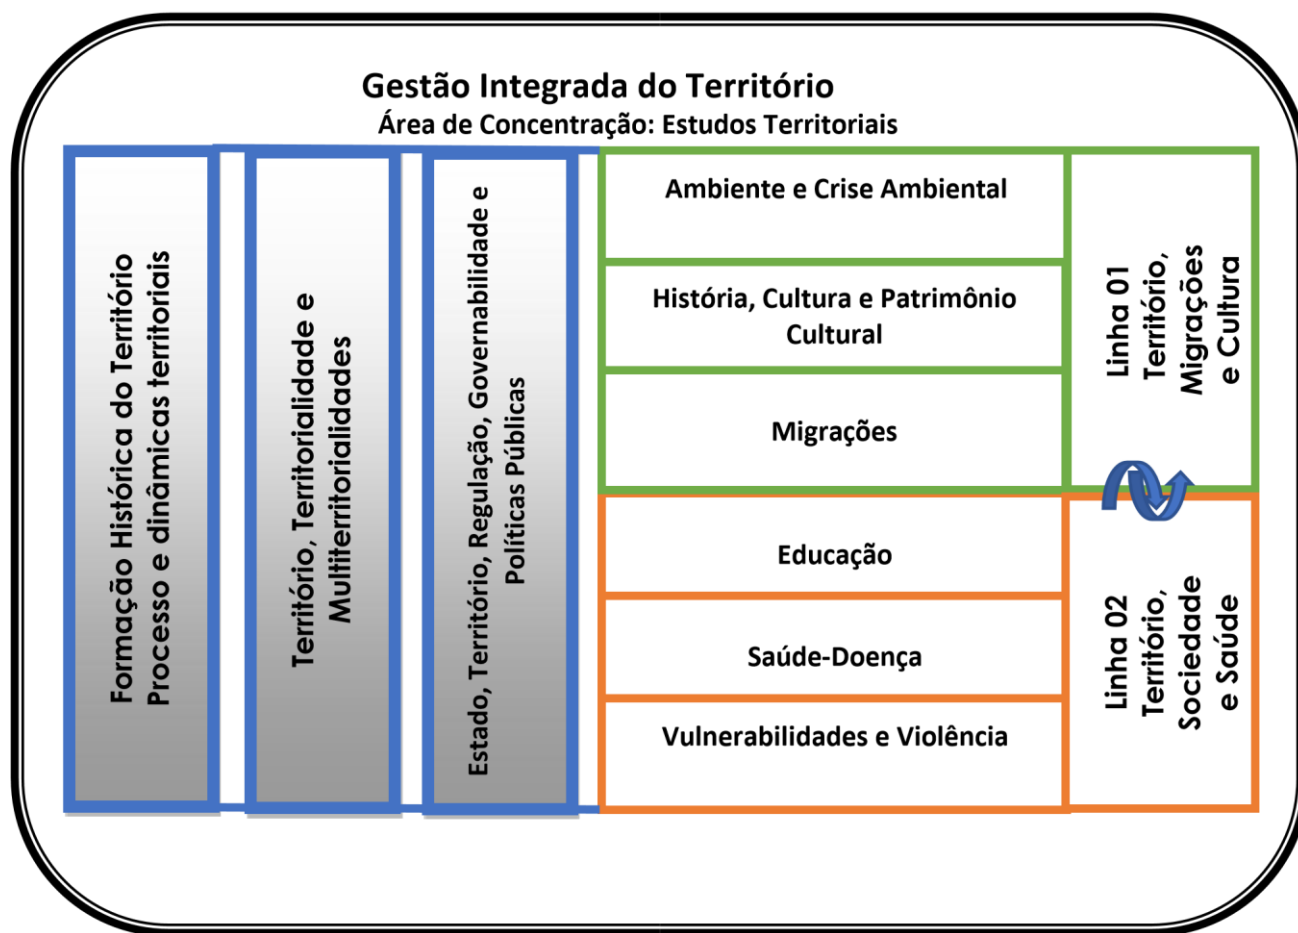 Gestão Integrada do Território
Área de Concentração: Estudos Territoriais
Formação Histórica do Território
Processo e dinâmicas territoriais
Território, Territorialidade e
Multiterritorialidades
Estado, Território, Regulação, Governabilidade e
Políticas Públicas
Ambiente e Crise Ambiental
História, Cultura e Patrimônio
Cultural
Migrações
Educação
Saúde-Doença
Vulnerabilidades e Violência
Linha 01
Território,
Migrações
e Cultura
Linha 02
Território,
Sociedade
e Saúde